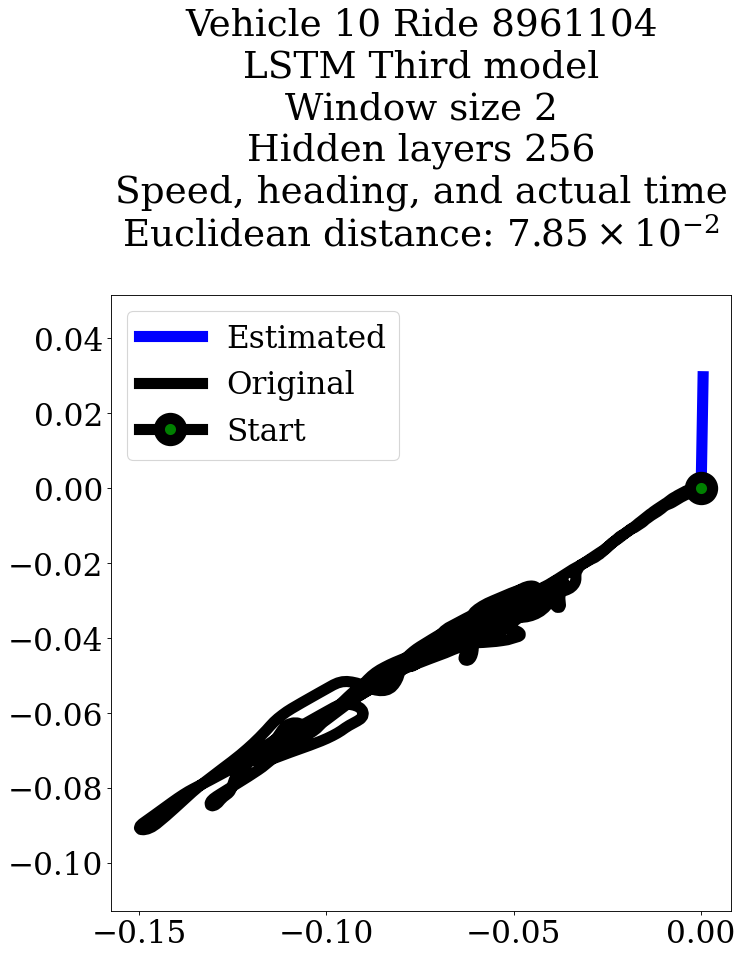 Vehicle 10 Ride 8961104
LSTM Third model
Window size 2
Hidden layers 256
Speed, heading, and actual time
Euclidean distance: 7.85 × 10⁻²
Estimated
Original
Start
0.04
0.02
0.00
−0.02
−0.04
−0.06
−0.08
−0.10
−0.15
−0.10
−0.05
0.00